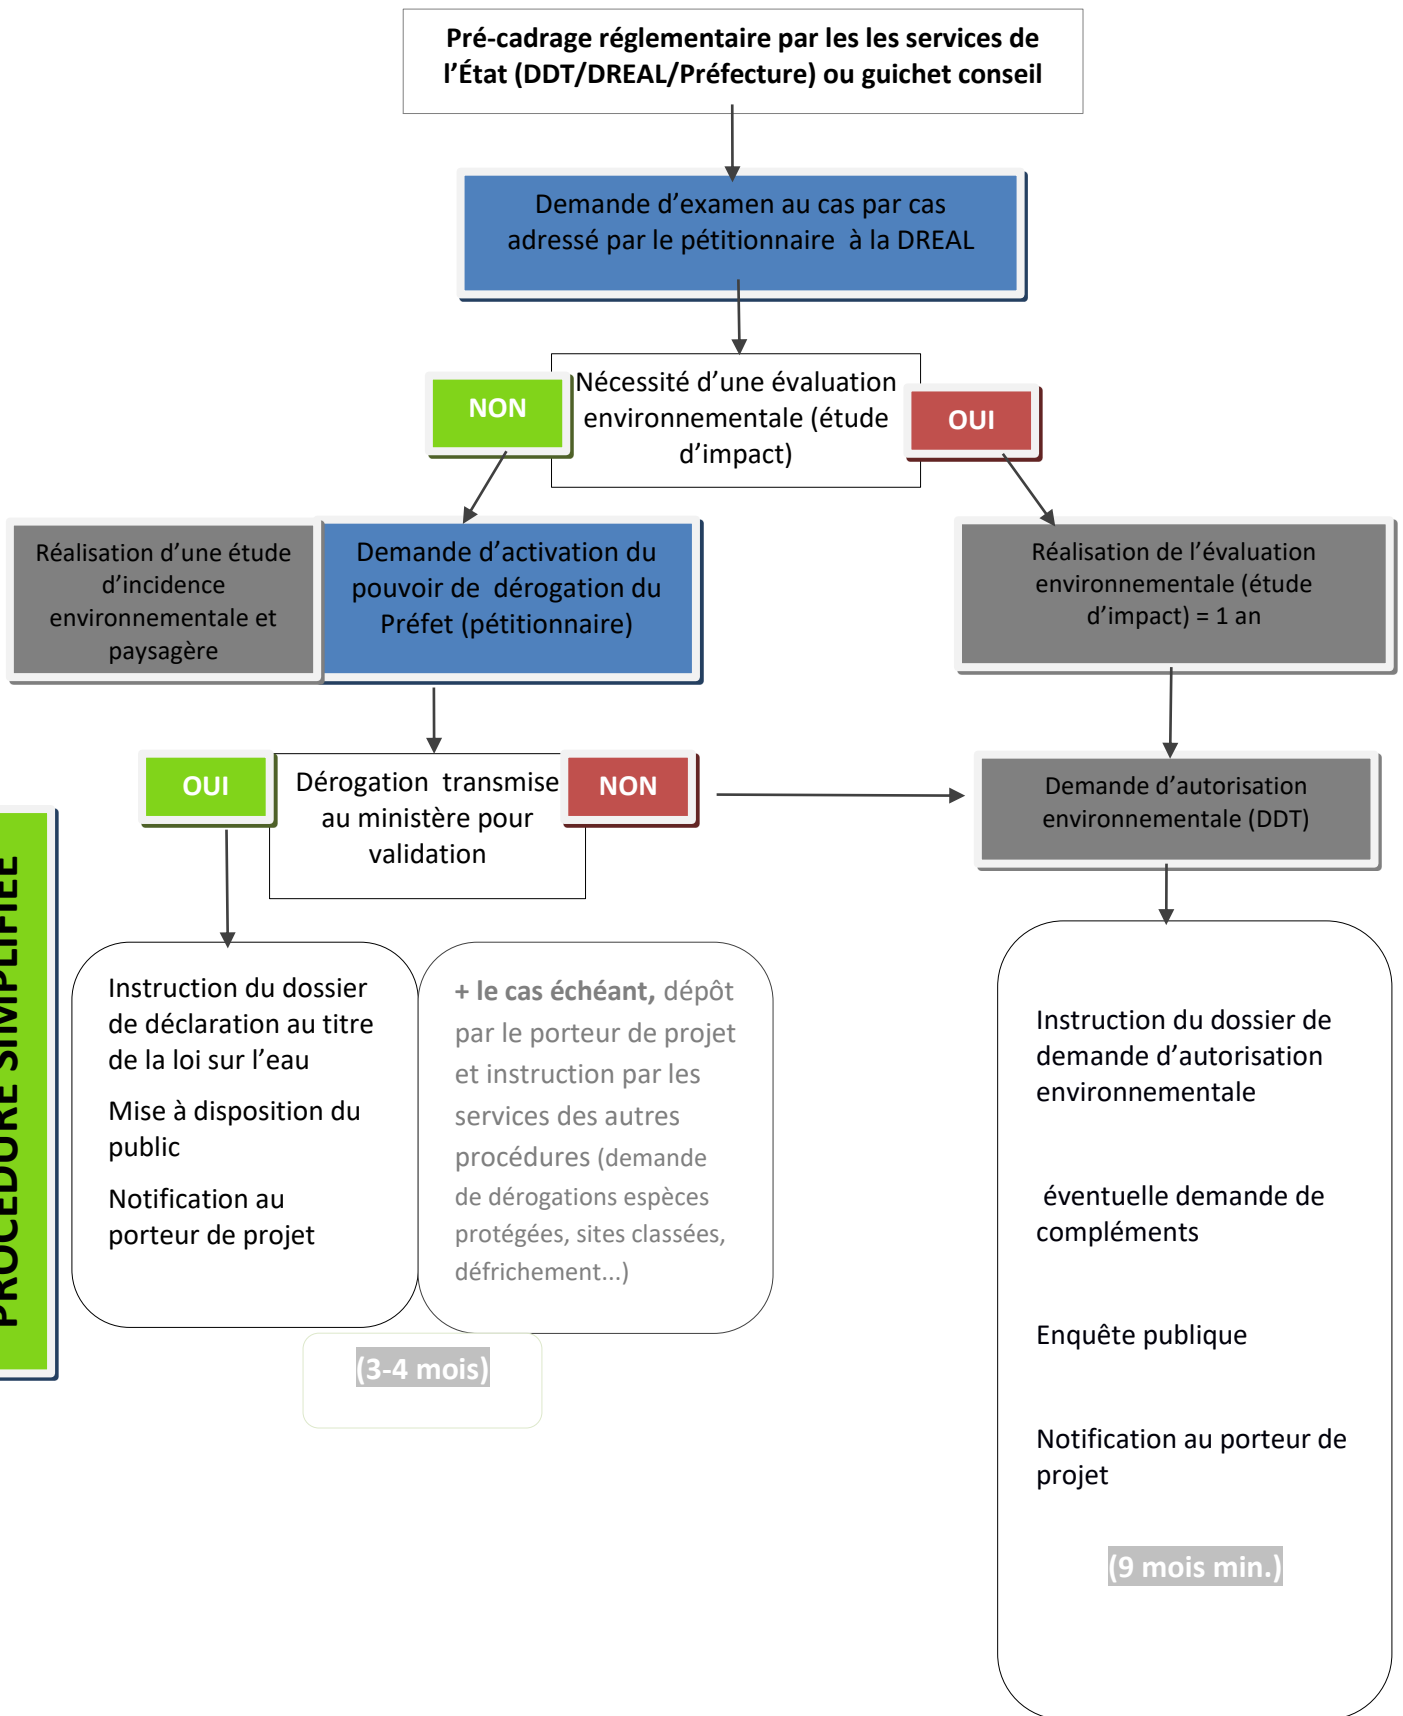 Pré-cadrage réglementaire par les les services de
l’État (DDT/DREAL/Préfecture) ou guichet conseil
Demande d’examen au cas par cas
adressé par le pétitionnaire à la DREAL
NON
Nécessité d’une évaluation
environnementale (étude
d’impact)
OUI
Réalisation d’une étude
d’incidence
environnementale et
paysagère
Demande d’activation du
pouvoir de dérogation du
Préfet (pétitionnaire)
Réalisation de l’évaluation
environnementale (étude
d’impact) = 1 an
OUI
Dérogation transmise
au ministère pour
validation
NON
Demande d’autorisation
environnementale (DDT)
PROCEDURE SIMPLIFIEE
Instruction du dossier
de déclaration au titre
de la loi sur l’eau
Mise à disposition du
public
Notification au
porteur de projet
+ le cas échéant, dépôt
par le porteur de projet
et instruction par les
services des autres
procédures (demande
de dérogations espèces
protégées, sites classées,
défrichement...)
(3-4 mois)
Instruction du dossier de
demande d’autorisation
environnementale
éventuelle demande de
compléments
Enquête publique
Notification au porteur de
projet
(9 mois min.)